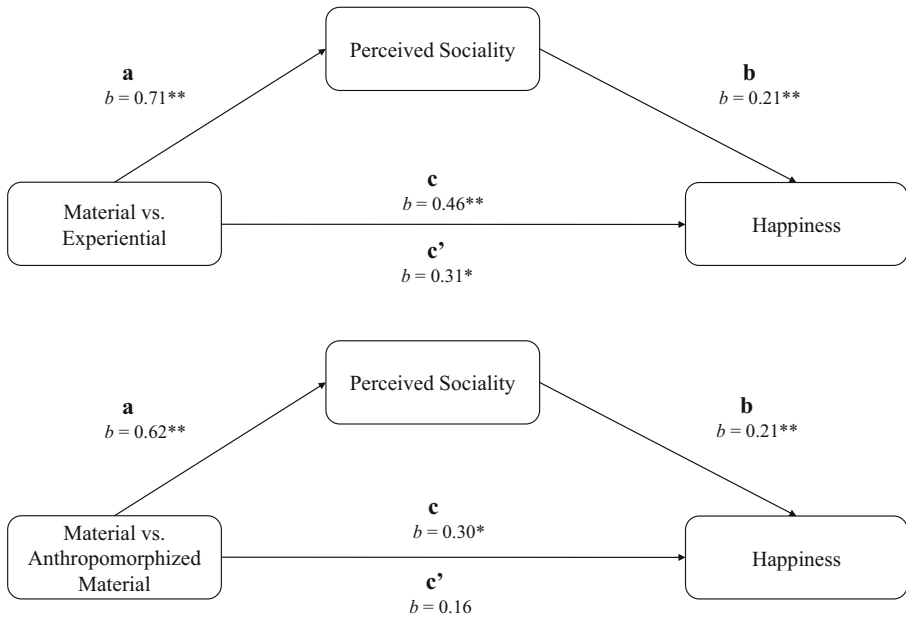 Perceived Sociality
a
b = 0.71**
b
b = 0.21**
Material vs.
Experiential
c
b = 0.46**
c’
b = 0.31*
Happiness
Perceived Sociality
a
b = 0.62**
b
b = 0.21**
Material vs.
Anthropomorphized
Material
c
b = 0.30*
c’
b = 0.16
Happiness